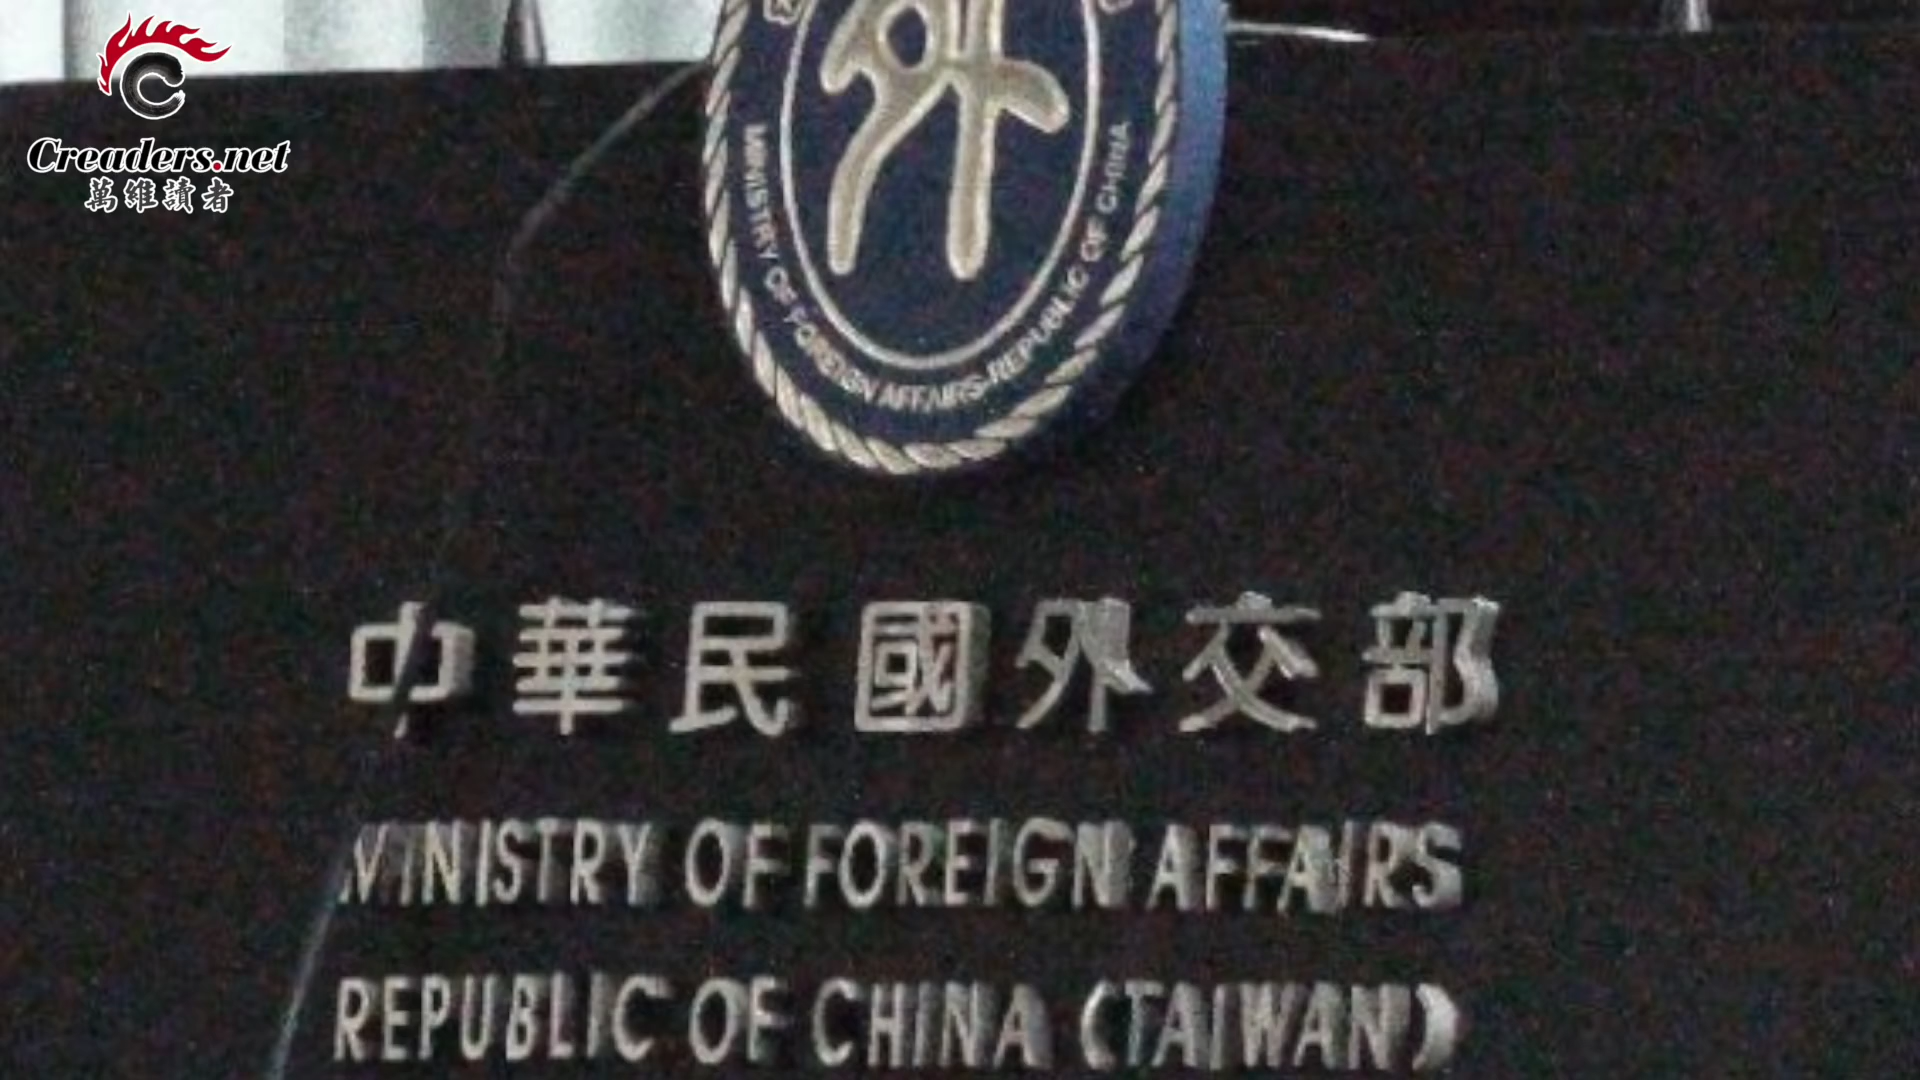 Creaders.net
萬維讀者
外
MINISTRY OF FOREIGN AFFAIRS-REPUBLIC OF CHINA
中華民國外交部
MINISTRY OF FOREIGN AFFAIRS
REPUBLIC OF CHINA (TAIWAN)